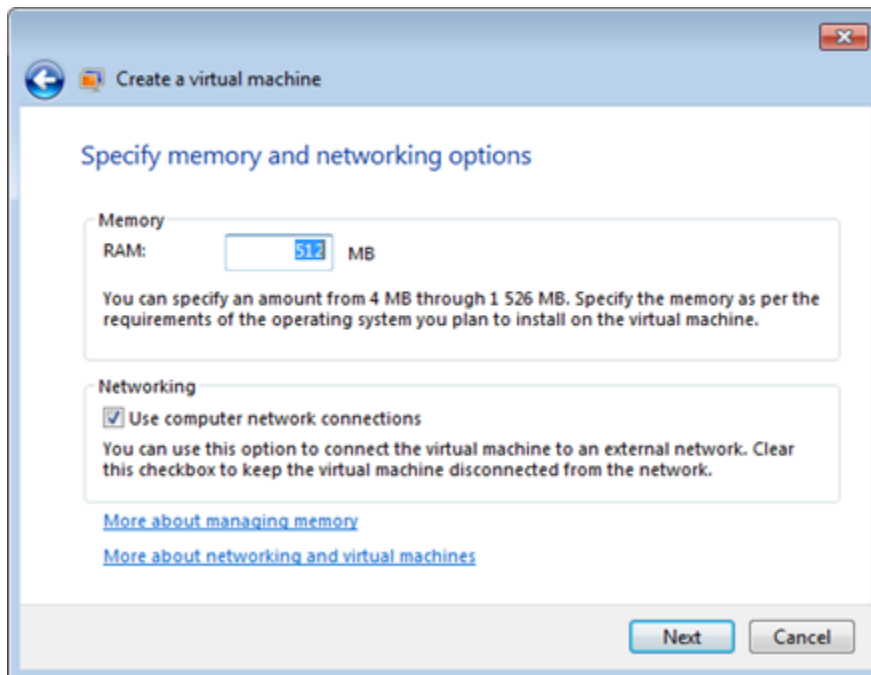 Create a virtual machine
Specify memory and networking options
Memory
RAM: 512 MB
You can specify an amount from 4 MB through 1 526 MB. Specify the memory as per the
requirements of the operating system you plan to install on the virtual machine.
Networking
Use computer network connections
You can use this option to connect the virtual machine to an external network. Clear
this checkbox to keep the virtual machine disconnected from the network.
More about managing memory
More about networking and virtual machines
Next Cancel